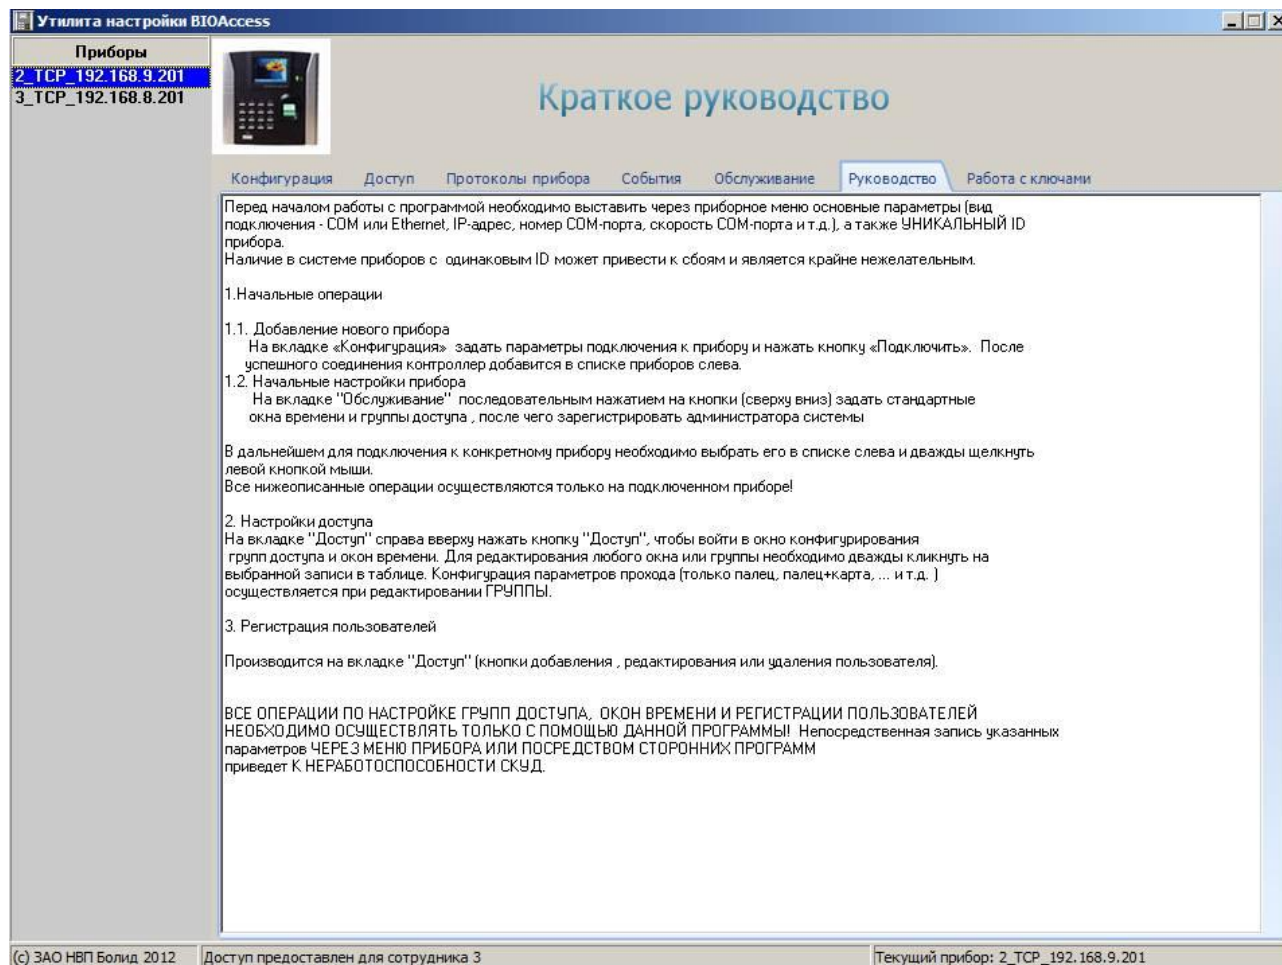 Утилита настройки BIOAccess
Приборы
2_TCP_192.168.9.201
3_TCP_192.168.8.201
Краткое руководство
Конфигурация Доступ Протоколы прибора События Обслуживание Руководство Работа с ключами
Перед началом работы с программой необходимо выставить через приборное меню основные параметры (вид
подключения - COM или Ethernet, IP-адрес, номер COM-порта, скорость COM-порта и т.д.), а также УНИКАЛЬНЫЙ ID
прибора.
Наличие в системе приборов с одинаковым ID может привести к сбоям и является крайне нежелательным.
1.Начальные операции
1.1. Добавление нового прибора
На вкладке «Конфигурация» задать параметры подключения к прибору и нажать кнопку «Подключить». После
успешного соединения контроллер добавится в списке приборов слева.
1.2. Начальные настройки прибора
На вкладке "Обслуживание" последовательным нажатием на кнопки (сверху вниз) задать стандартные
окна времени и группы доступа , после чего зарегистрировать администратора системы
В дальнейшем для подключения к конкретному прибору необходимо выбрать его в списке слева и дважды щелкнуть
левой кнопкой мыши.
Все нижеописанные операции осуществляются только на подключенном приборе!
2. Настройки доступа
На вкладке "Доступ" справа вверху нажать кнопку "Доступ", чтобы войти в окно конфигурирования
групп доступа и окон времени. Для редактирования любого окна или группы необходимо дважды кликнуть на
выбранной записи в таблице. Конфигурация параметров прохода (только палец, палец+карта, ... и т.д. )
осуществляется при редактировании ГРУППЫ.
3. Регистрация пользователей
Производится на вкладке "Доступ" (кнопки добавления , редактирования или удаления пользователя).
ВСЕ ОПЕРАЦИИ ПО НАСТРОЙКЕ ГРУПП ДОСТУПА, ОКОН ВРЕМЕНИ И РЕГИСТРАЦИИ ПОЛЬЗОВАТЕЛЕЙ
НЕОБХОДИМО ОСУЩЕСТВЛЯТЬ ТОЛЬКО С ПОМОЩЬЮ ДАННОЙ ПРОГРАММЫ! Непосредственная запись указанных
параметров ЧЕРЕЗ МЕНЮ ПРИБОРА ИЛИ ПОСРЕДСТВОМ СТОРОННИХ ПРОГРАММ
приведет К НЕРАБОТОСПОСОБНОСТИ СКУД.
(c) ЗАО НВП Болид 2012 Доступ предоставлен для сотрудника 3 Текущий прибор: 2_TCP_192.168.9.201